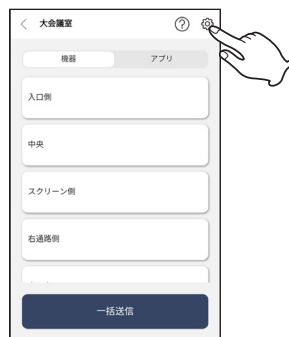 大会議室
機器 アプリ
入口側
中央
スクリーン側
右通路側
一括送信